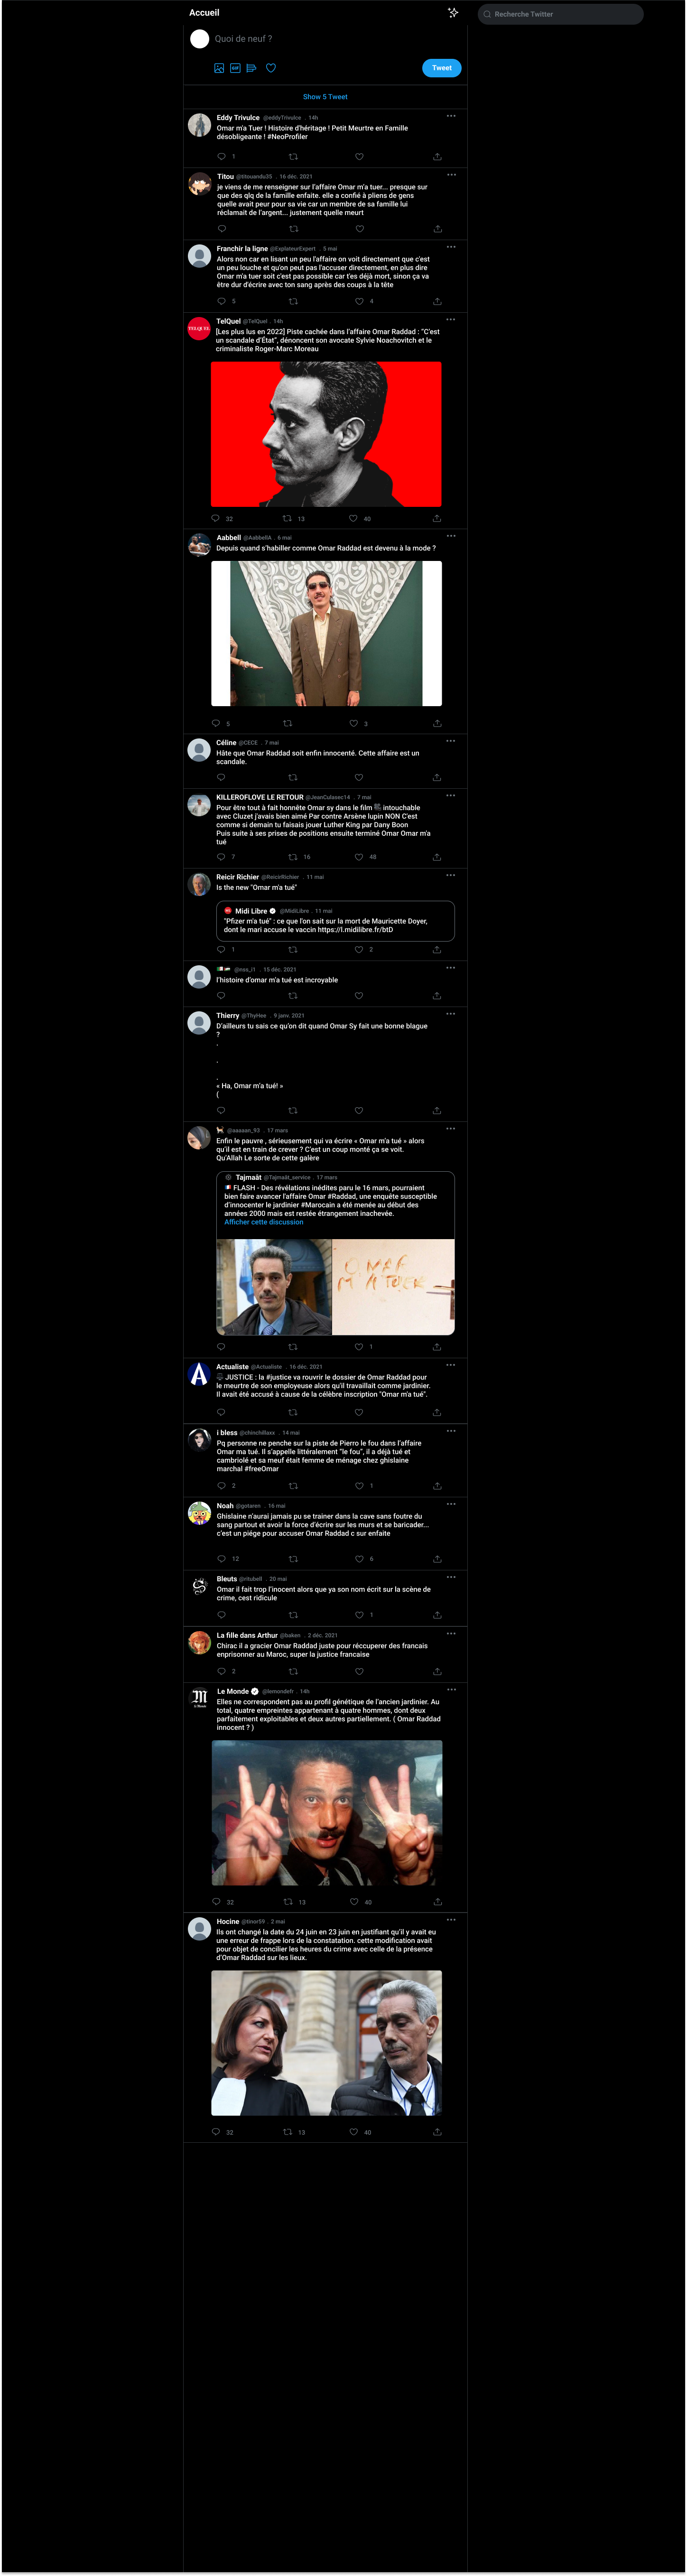 Accueil
Recherche Twitter
Quoi de neuf ?
GIF
Tweet
Show 5 Tweet
Eddy Trivulce @eddyTrivulce . 14h
Omar m'a Tuer ! Histoire d'héritage ! Petit Meurtre en Famille
désobligeante ! #NeoProfiler
1
Titou @titouandu35 . 16 déc. 2021
je viens de me renseigner sur l'affaire Omar m'a tuer... presque sur
que des qlq de la famille enfaite. elle a confié à pliens de gens
quelle avait peur pour sa vie car un membre de sa famille lui
réclamait de l'argent... justement quelle meurt
Franchir la ligne @ExplateurExpert . 5 mai
Alors non car en lisant un peu l'affaire on voit directement que c'est
un peu louche et qu'on peut pas l'accuser directement, en plus dire
Omar m'a tuer soit c'est pas possible car t'es déjà mort, sinon ça va
être dur d'écrire avec ton sang après des coups à la tête
5 4
TelQuel @TelQuel . 14h
TELQUEL
[Les plus lus en 2022] Piste cachée dans l'affaire Omar Raddad : "C'est
un scandale d'État", dénoncent son avocate Sylvie Noachovitch et le
criminaliste Roger-Marc Moreau
32 13 40
Aabbell @AabbellA . 6 mai
Depuis quand s'habiller comme Omar Raddad est devenu à la mode ?
5 3
Céline @CECE . 7 mai
Hâte que Omar Raddad soit enfin innocenté. Cette affaire est un
scandale.
KILLEROFLOVE LE RETOUR @JeanCulasec14 . 7 mai
Pour être tout à fait honnête Omar sy dans le film intouchable
avec Cluzet j'avais bien aimé Par contre Arsène lupin NON C'est
comme si demain tu faisais jouer Luther King par Dany Boon
Puis suite à ses prises de positions ensuite terminé Omar Omar m'a
tué
7 16 48
Reicir Richier @ReicirRichier . 11 mai
Is the new "Omar m'a tué"
Midi Libre @MidiLibre . 11 mai
"Pfizer m'a tué" : ce que l'on sait sur la mort de Mauricette Doyer,
dont le mari accuse le vaccin https://l.midilibre.fr/btD
1 2
. 15 déc. 2021
l'histoire d'omar m'a tué est incroyable
Thierry @ThyHee . 9 janv. 2021
D'ailleurs tu sais ce qu'on dit quand Omar Sy fait une bonne blague
?
.
.
.
« Ha, Omar m'a tué! »
(
@aaaaan_93 . 17 mars
Enfin le pauvre , sérieusement qui va écrire « Omar m'a tué » alors
qu'il est en train de crever ? C'est un coup monté ça se voit.
Qu'Allah Le sorte de cette galère
Tajmaât @Tajmaât_service . 17 mars
FLASH - Des révélations inédites paru le 16 mars, pourraient
bien faire avancer l'affaire Omar #Raddad, une enquête susceptible
d'innocenter le jardinier #Marocain a été menée au début des
années 2000 mais est restée étrangement inachevée.
Afficher cette discussion
OMAR
M A TUER
1
Actualiste @Actualiste . 16 déc. 2021
JUSTICE : la #justice va rouvrir le dossier de Omar Raddad pour
le meurtre de son employeuse alors qu'il travaillait comme jardinier.
Il avait été accusé à cause de la célèbre inscription "Omar m'a tué".
i bless @chinchillaxx . 14 mai
Pq personne ne penche sur la piste de Pierro le fou dans l'affaire
Omar ma tué. Il s'appelle littéralement "le fou", il a déjà tué et
cambriolé et sa meuf était femme de ménage chez ghislaine
marchal #freeOmar
2 1
Noah @gotaren . 16 mai
Ghislaine n'aurai jamais pu se trainer dans la cave sans foutre du
sang partout et avoir la force d'écrire sur les murs et se baricader...
c'est un piége pour accuser Omar Raddad c sur enfaite
12 6
Bleuts @ritubell . 20 mai
Omar il fait trop l'inocent alors que ya son nom écrit sur la scène de
crime, cest ridicule
1
La fille dans Arthur @baken . 2 déc. 2021
Chirac il a gracier Omar Raddad juste pour réccuperer des francais
enprisonner au Maroc, super la justice francaise
2
Le Monde @lemondefr . 14h
Elles ne correspondent pas au profil génétique de l'ancien jardinier. Au
total, quatre empreintes appartenant à quatre hommes, dont deux
parfaitement exploitables et deux autres partiellement. ( Omar Raddad
innocent ? )
32 13 40
Hocine @tinor59 . 2 mai
Ils ont changé la date du 24 juin en 23 juin en justifiant qu'il y avait eu
une erreur de frappe lors de la constatation. cette modification avait
pour objet de concilier les heures du crime avec celle de la présence
d'Omar Raddad sur les lieux.
32 13 40